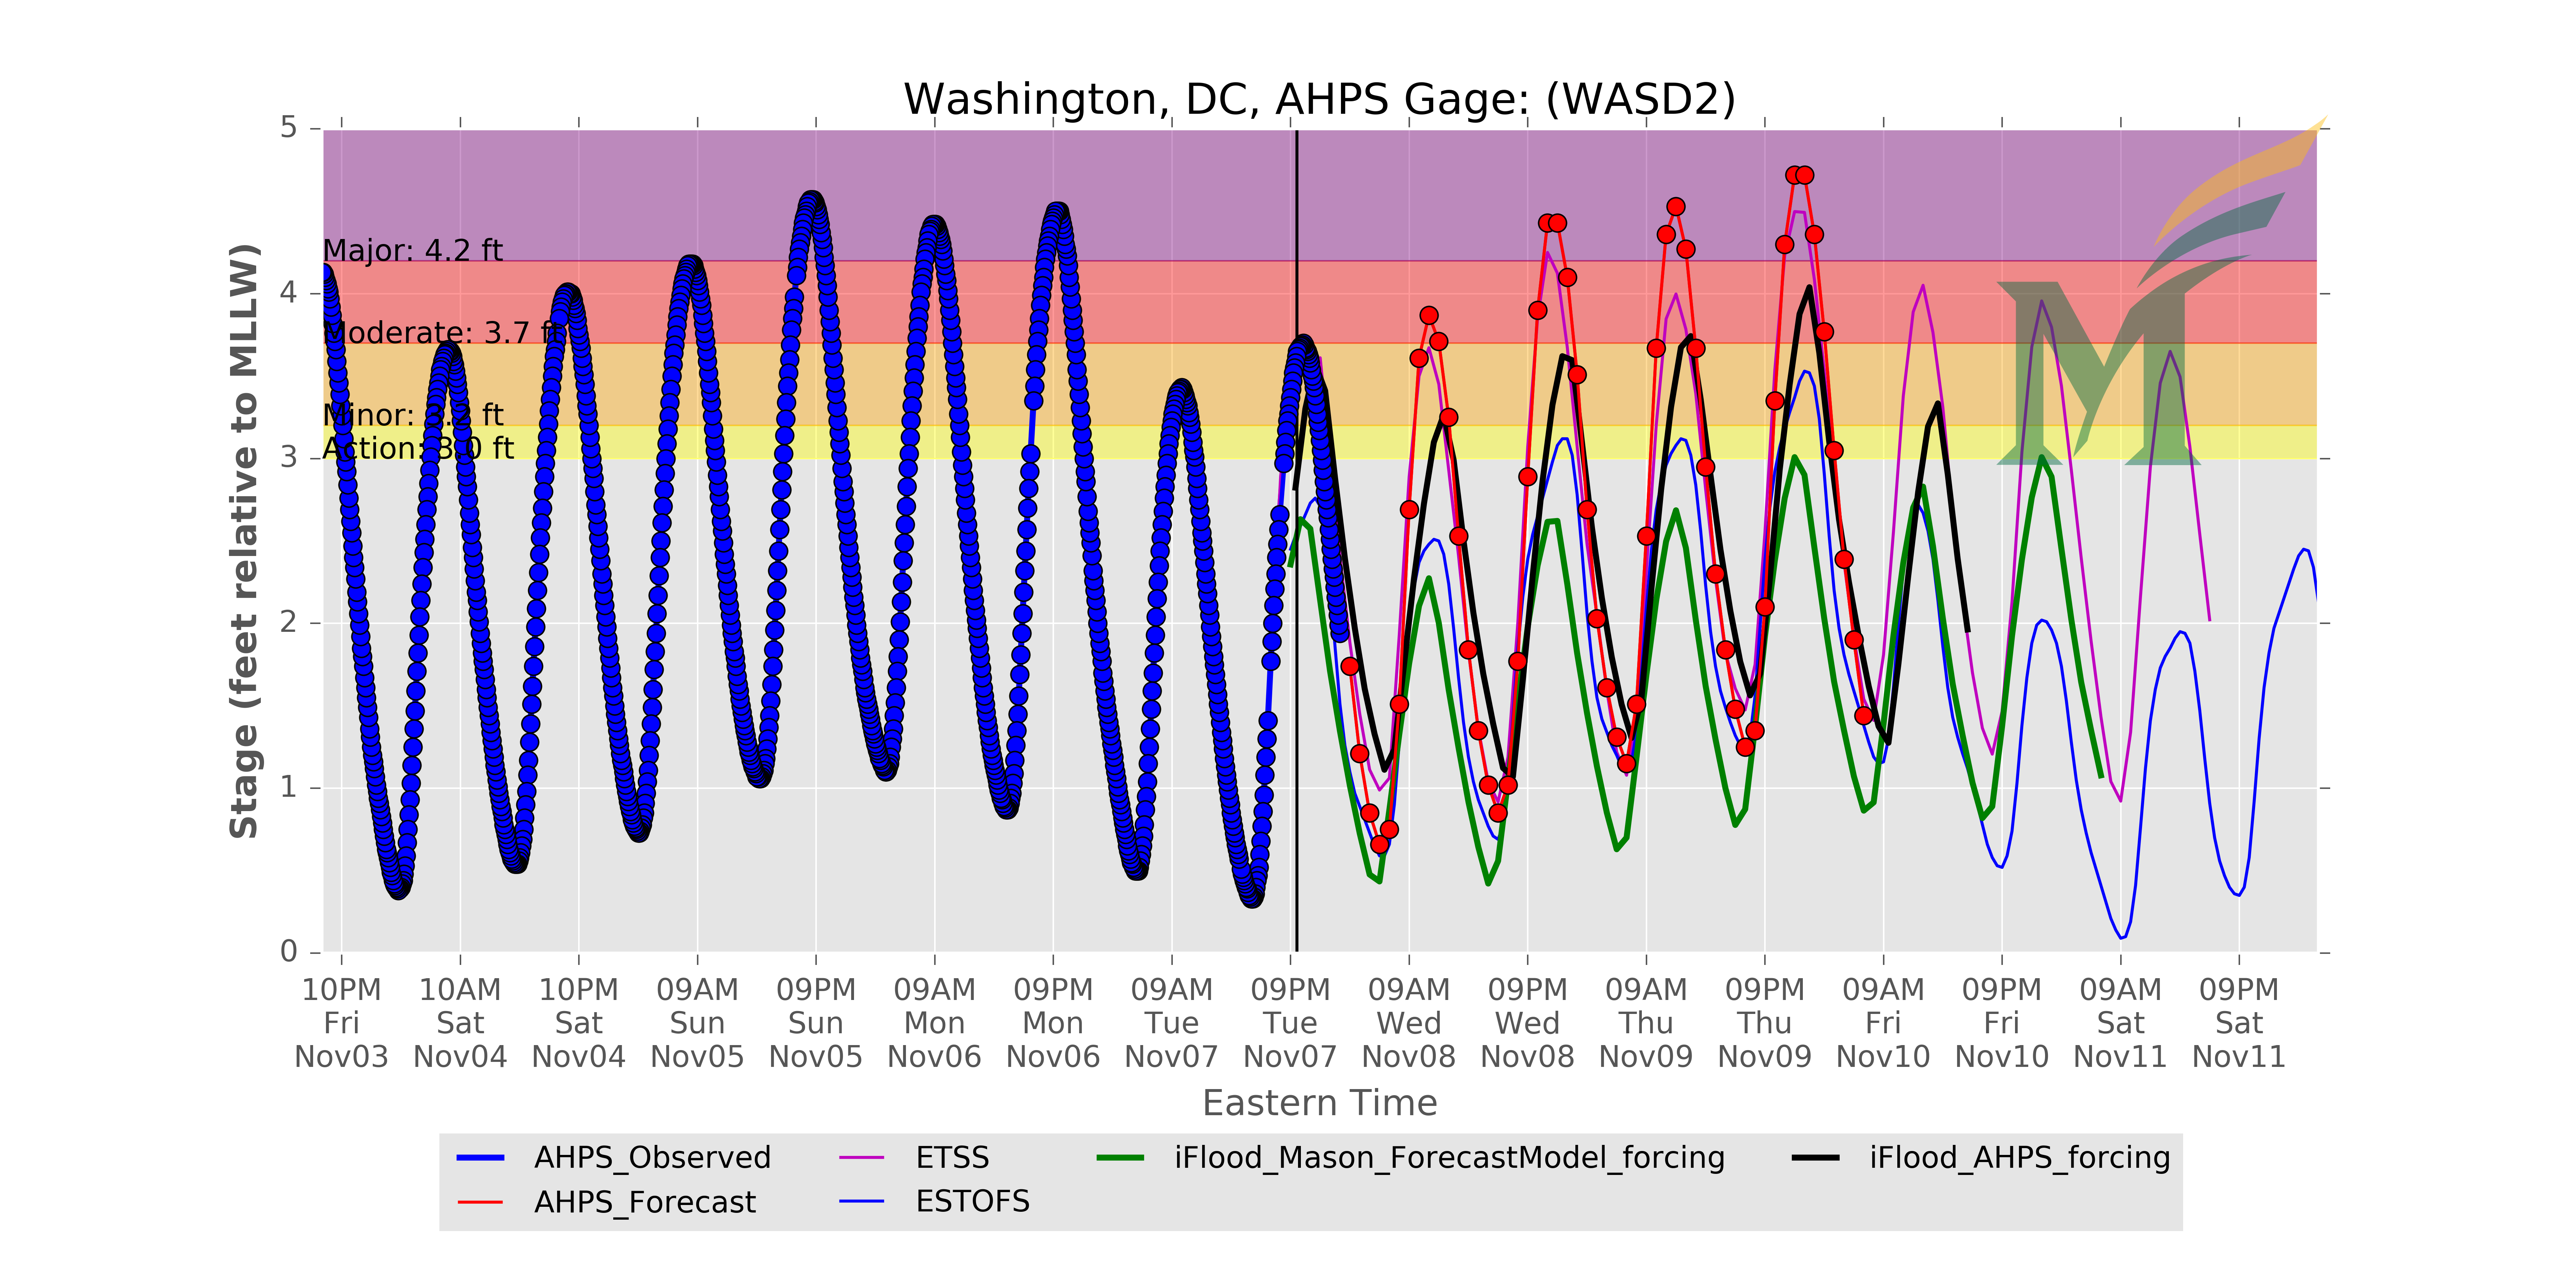 Washington, DC, AHPS Gage: (WASD2)
Stage (feet relative to MLLW)
5
4
3
2
1
0
Major: 4.2 ft
Moderate: 3.7 ft
Minor: 3.2 ft
Action: 3.0 ft
10PM 10AM 10PM 09AM 09PM 09AM 09PM 09AM 09PM 09AM 09PM 09AM 09PM 09AM 09PM 09AM 09PM
Fri Sat Sat Sun Sun Mon Mon Tue Tue Wed Wed Thu Thu Fri Fri Sat Sat
Nov03 Nov04 Nov04 Nov05 Nov05 Nov06 Nov06 Nov07 Nov07 Nov08 Nov08 Nov09 Nov09 Nov10 Nov10 Nov11 Nov11
Eastern Time
AHPS_Observed ETSS iFlood_Mason_ForecastModel_forcing iFlood_AHPS_forcing
AHPS_Forecast ESTOFS
M